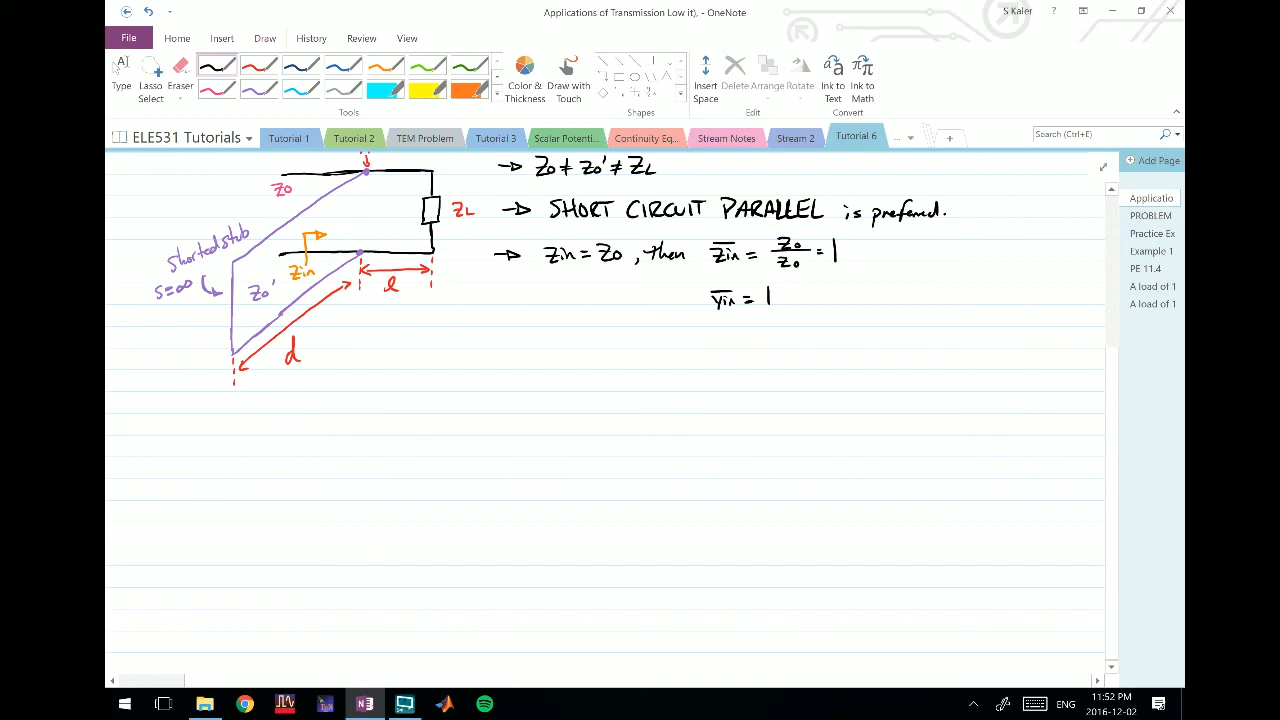 Applications of Transmission Low it), - OneNote
S Kaler
?
File
Home
Insert
Draw
History
Review
View
Type
Lasso Select
Eraser
Color & Thickness
Draw with Touch
Insert Space
Delete
Arrange
Rotate
Ink to Text
Ink to Math
Tools
Shapes
Edit
Convert
ELE531 Tutorials
Tutorial 1
Tutorial 2
TEM Problem
Tutorial 3
Scalar Potenti...
Continuity Eq...
Stream Notes
Stream 2
Tutorial 6
...
Search (Ctrl+E)
Add Page
Applicatio
PROBLEM
Practice Ex
Example 1
PE 11.4
A load of 1
A load of 1
→ Zo ≠ Zo' ≠ ZL
→ SHORT CIRCUIT PARALLEL is preferred.
→ Zin = Zo , then z̅i̅n̅ = Zo/Zo = 1
y̅i̅n̅ = 1
Zo
ZL
shorted stub
S=∞
Zo'
Zin
l
d
ENG
11:52 PM
2016-12-02